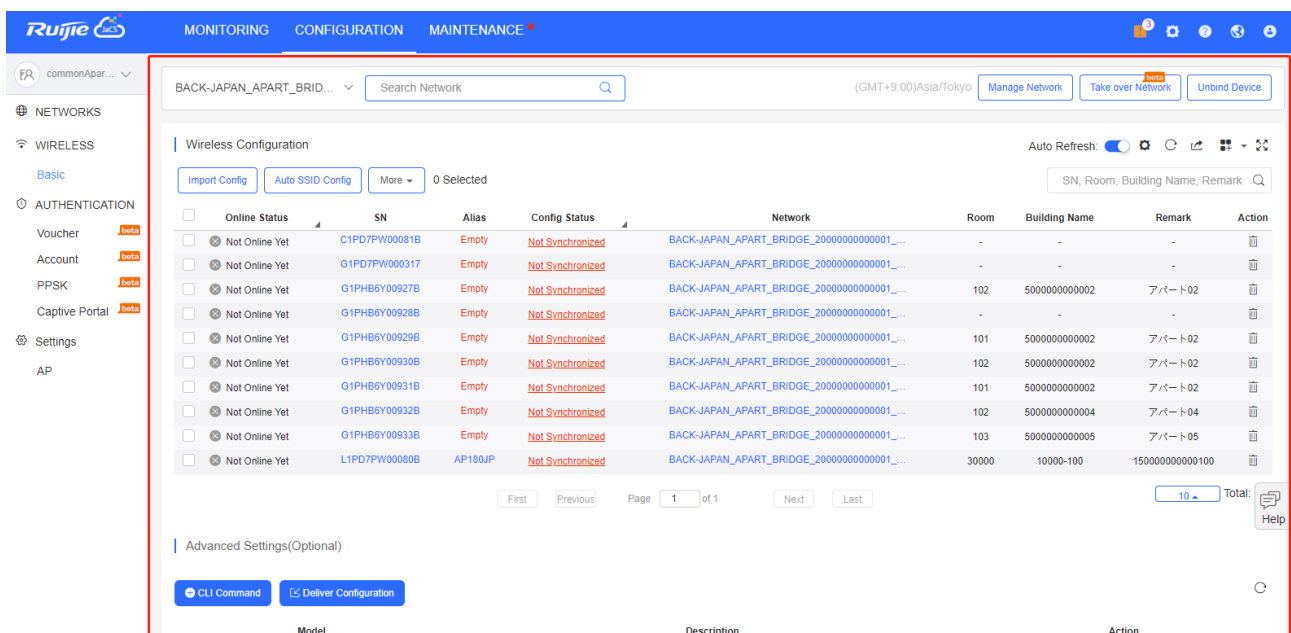 Ruijie JaCS MONITORING CONFIGURATION MAINTENANCE 3
commonApar...
NETWORKS
WIRELESS
Basic
AUTHENTICATION
Voucher beta
Account beta
PPSK beta
Captive Portal beta
Settings
AP
BACK-JAPAN_APART_BRID... Search Network (GMT+9:00)Asia/Tokyo Manage Network Take over Network beta Unbind Device
Wireless Configuration Auto Refresh:
Import Config Auto SSID Config More 0 Selected SN, Room, Building Name, Remark
Online Status SN Alias Config Status Network Room Building Name Remark Action
Not Online Yet C1PD7PW00081B Empty Not Synchronized BACK-JAPAN_APART_BRIDGE_20000000000001_... - - -
Not Online Yet G1PD7PW000317 Empty Not Synchronized BACK-JAPAN_APART_BRIDGE_20000000000001_... - - -
Not Online Yet G1PHB6Y00927B Empty Not Synchronized BACK-JAPAN_APART_BRIDGE_20000000000001_... 102 5000000000002 アパート02
Not Online Yet G1PHB6Y00928B Empty Not Synchronized BACK-JAPAN_APART_BRIDGE_20000000000001_... - - -
Not Online Yet G1PHB6Y00929B Empty Not Synchronized BACK-JAPAN_APART_BRIDGE_20000000000001_... 101 5000000000002 アパート02
Not Online Yet G1PHB6Y00930B Empty Not Synchronized BACK-JAPAN_APART_BRIDGE_20000000000001_... 102 5000000000002 アパート02
Not Online Yet G1PHB6Y00931B Empty Not Synchronized BACK-JAPAN_APART_BRIDGE_20000000000001_... 101 5000000000002 アパート02
Not Online Yet G1PHB6Y00932B Empty Not Synchronized BACK-JAPAN_APART_BRIDGE_20000000000001_... 102 5000000000004 アパート04
Not Online Yet G1PHB6Y00933B Empty Not Synchronized BACK-JAPAN_APART_BRIDGE_20000000000001_... 103 5000000000005 アパート05
Not Online Yet L1PD7PW00080B AP180JP Not Synchronized BACK-JAPAN_APART_BRIDGE_20000000000001_... 30000 10000-100 150000000000100
First Previous Page 1 of 1 Next Last 10 Total:
Help
Advanced Settings(Optional)
CLI Command Deliver Configuration
Model Description Action